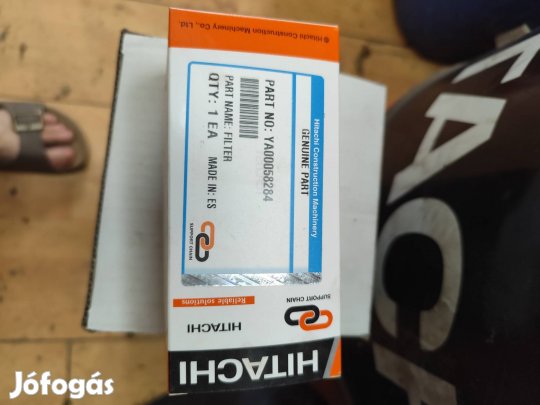 © Hitachi Construction Machinery Co., Ltd.
Hitachi Construction Machinery
GENUINE PART
PART NO: YA00058284
PART NAME: FILTER
QTY: 1 EA
MADE IN: ES
SUPPORT CHAIN
SUPPORT CHAIN
Reliable solutions
HITACHI
HITACHI
Jófogás